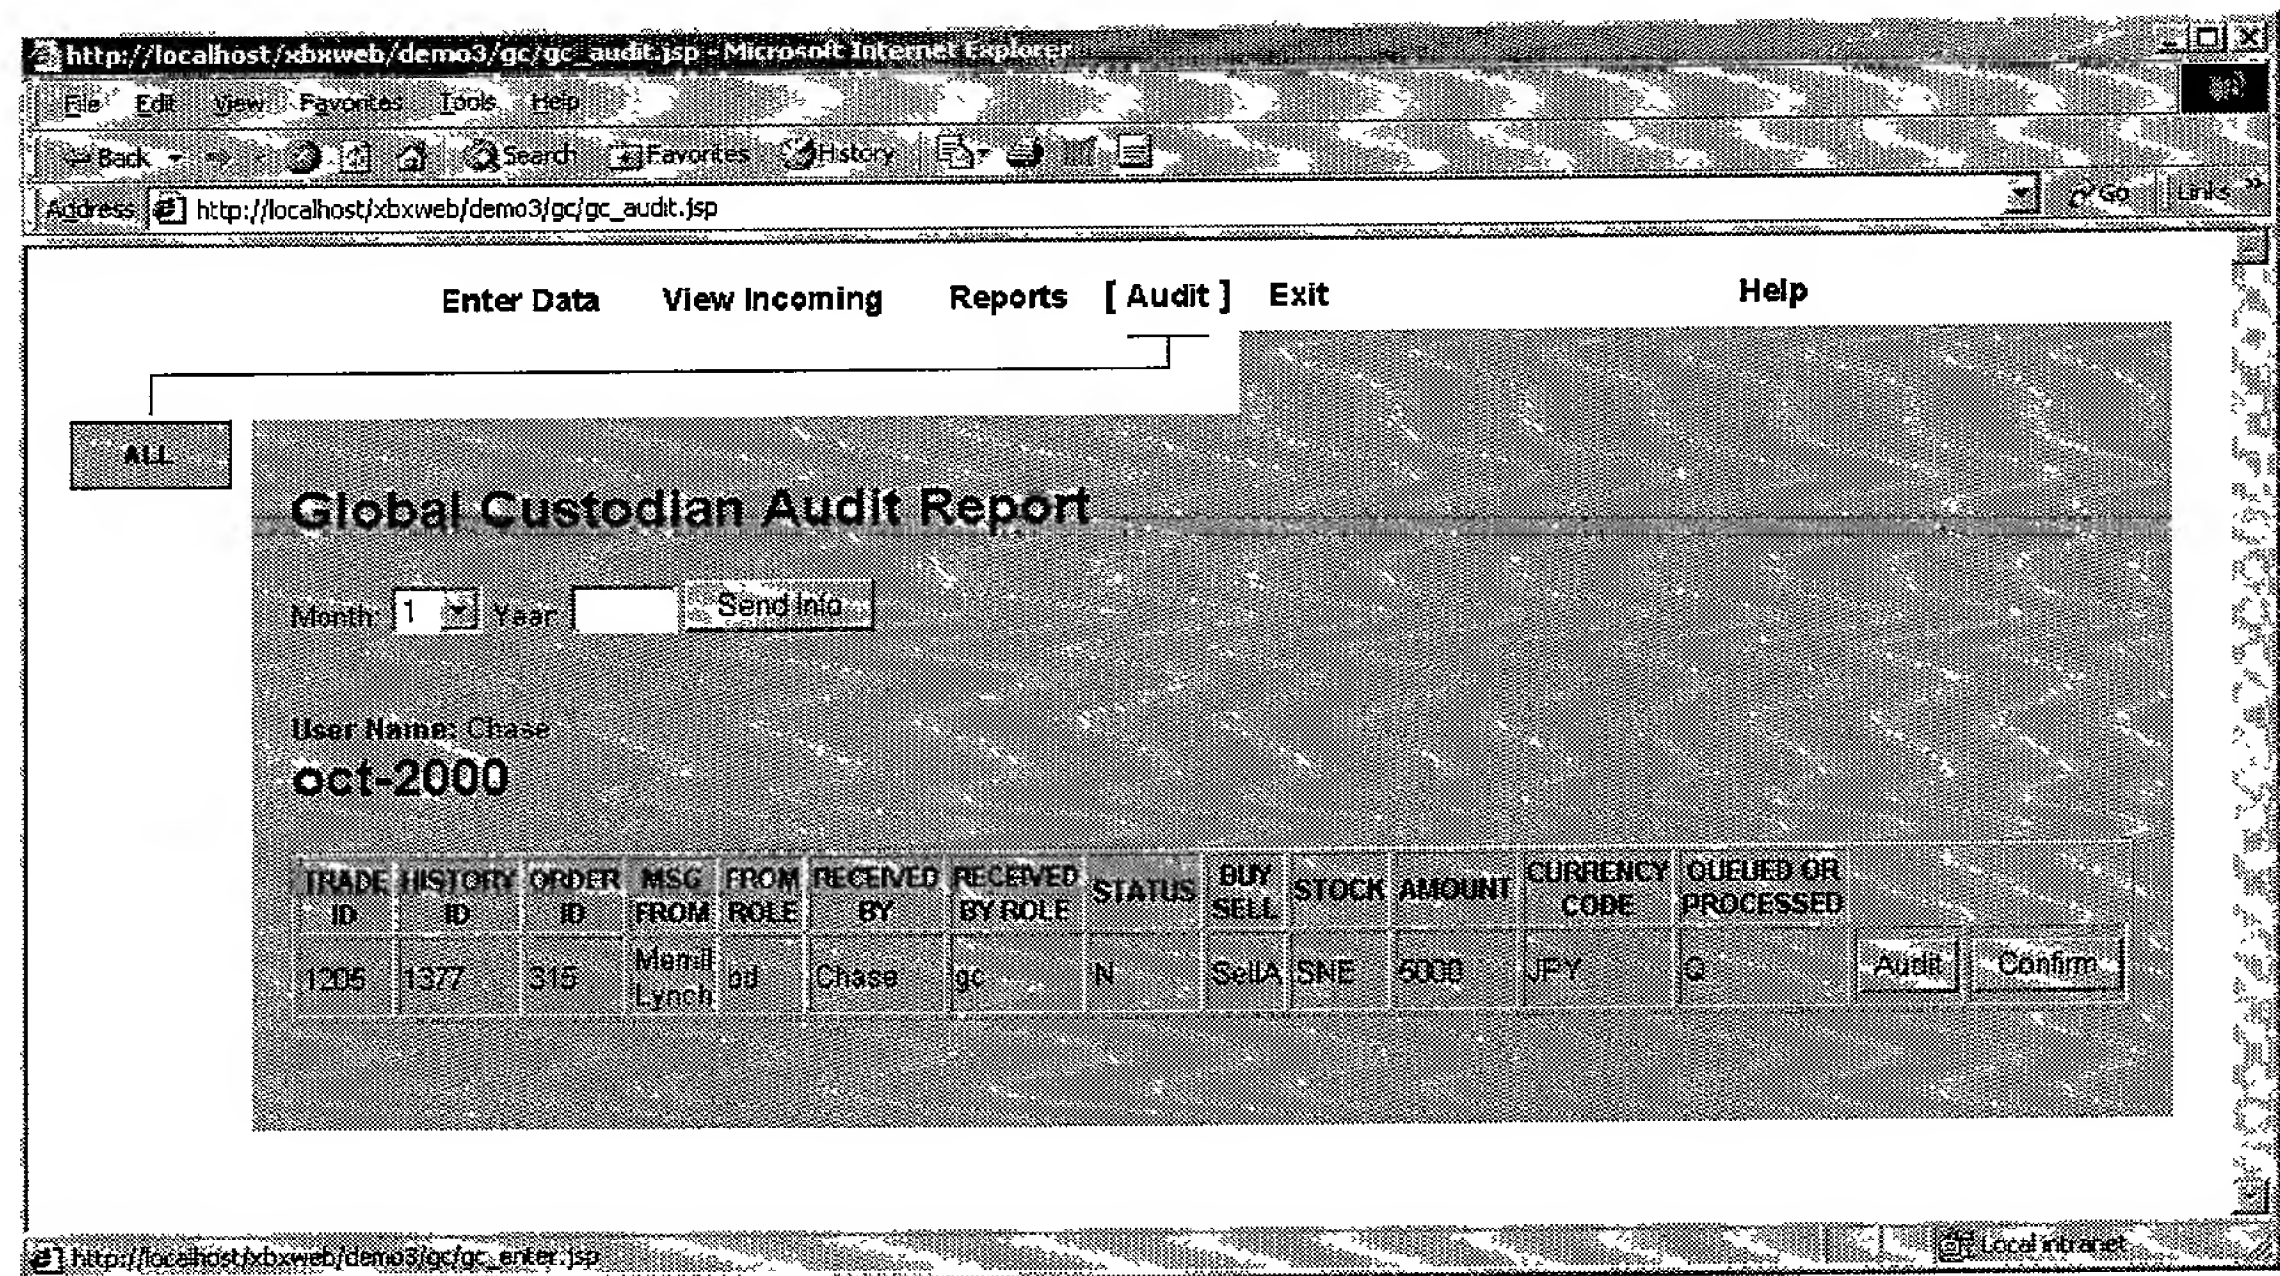 http://localhost/xbxweb/demo3/gc/gc_audit.jsp - Microsoft Internet Explorer
File Edit View Favorites Tools Help
Back Search Favorites History
Address http://localhost/xbxweb/demo3/gc/gc_audit.jsp Go Links »
Enter Data View Incoming Reports [ Audit ] Exit Help
ALL
Global Custodian Audit Report
Month: 1 Year: Send Info
User Name: Chase
oct-2000
TRADE ID HISTORY ID ORDER ID MSG FROM FROM ROLE RECEIVED BY RECEIVED BY ROLE STATUS BUY SELL STOCK AMOUNT CURRENCY CODE QUEUED OR PROCESSED
1205 1377 315 Merrill Lynch bd Chase gc N SellA SNE 5000 JPY Q Audit Confirm
http://localhost/xbxweb/demo3/gc/gc_enter.jsp Local intranet